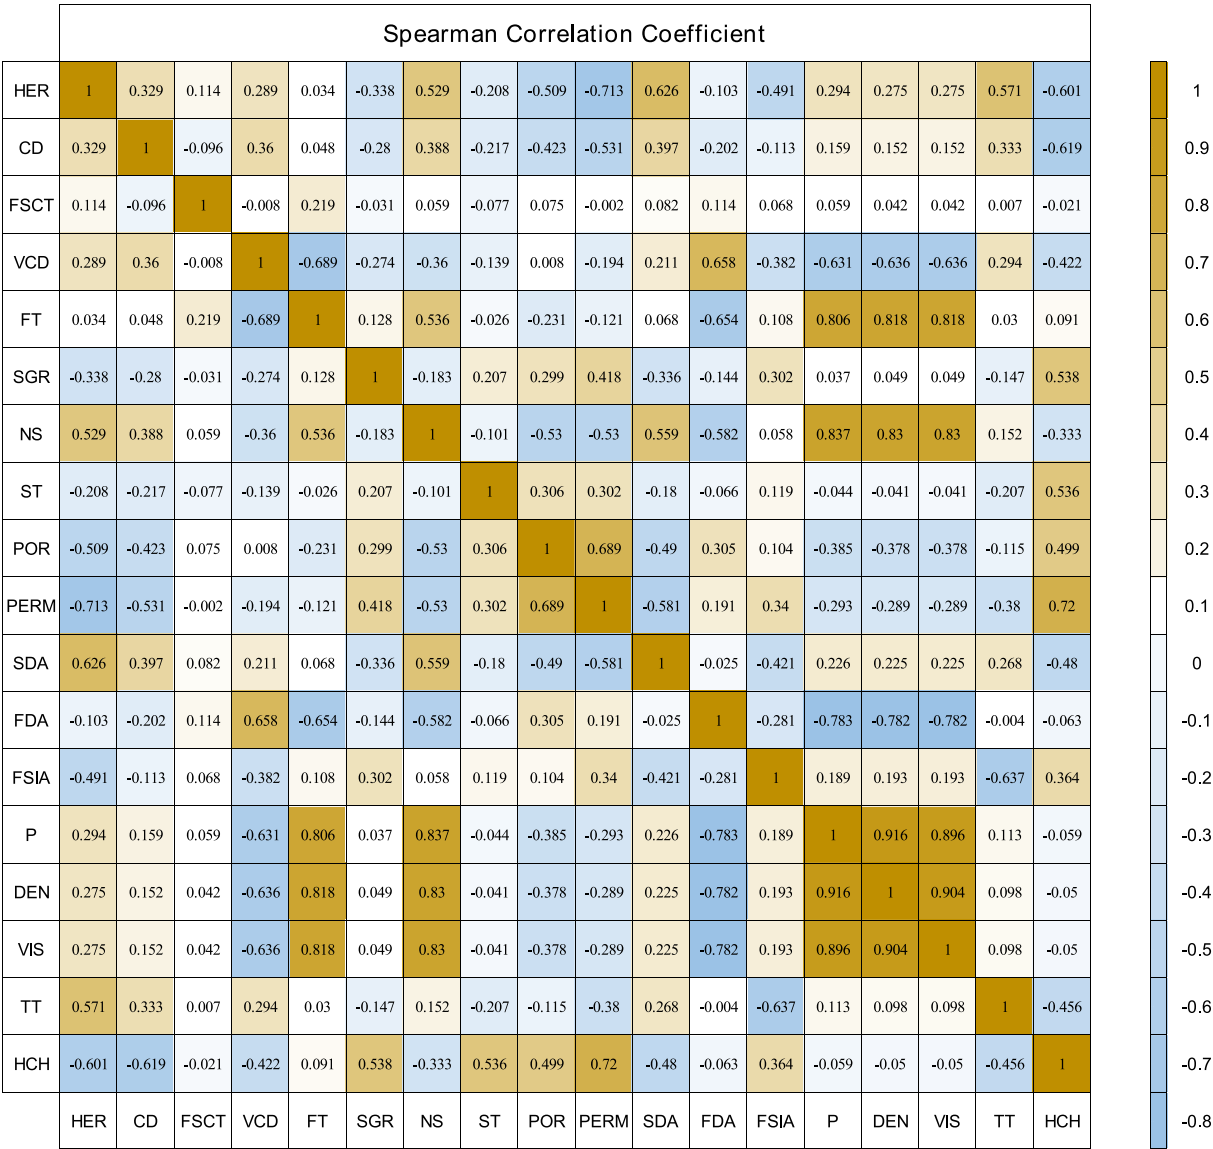 Spearman Correlation Coefficient
HER 1 0.329 0.114 0.289 0.034 -0.338 0.529 -0.208 -0.509 -0.713 0.626 -0.103 -0.491 0.294 0.275 0.275 0.571 -0.601 1
CD 0.329 1 -0.096 0.36 0.048 -0.28 0.388 -0.217 -0.423 -0.531 0.397 -0.202 -0.113 0.159 0.152 0.152 0.333 -0.619 0.9
FSCT 0.114 -0.096 1 -0.008 0.219 -0.031 0.059 -0.077 0.075 -0.002 0.082 0.114 0.068 0.059 0.042 0.042 0.007 -0.021 0.8
VCD 0.289 0.36 -0.008 1 -0.689 -0.274 -0.36 -0.139 0.008 -0.194 0.211 0.658 -0.382 -0.631 -0.636 -0.636 0.294 -0.422 0.7
FT 0.034 0.048 0.219 -0.689 1 0.128 0.536 -0.026 -0.231 -0.121 0.068 -0.654 0.108 0.806 0.818 0.818 0.03 0.091 0.6
SGR -0.338 -0.28 -0.031 -0.274 0.128 1 -0.183 0.207 0.299 0.418 -0.336 -0.144 0.302 0.037 0.049 0.049 -0.147 0.538 0.5
NS 0.529 0.388 0.059 -0.36 0.536 -0.183 1 -0.101 -0.53 -0.53 0.559 -0.582 0.058 0.837 0.83 0.83 0.152 -0.333 0.4
ST -0.208 -0.217 -0.077 -0.139 -0.026 0.207 -0.101 1 0.306 0.302 -0.18 -0.066 0.119 -0.044 -0.041 -0.041 -0.207 0.536 0.3
POR -0.509 -0.423 0.075 0.008 -0.231 0.299 -0.53 0.306 1 0.689 -0.49 0.305 0.104 -0.385 -0.378 -0.378 -0.115 0.499 0.2
PERM -0.713 -0.531 -0.002 -0.194 -0.121 0.418 -0.53 0.302 0.689 1 -0.581 0.191 0.34 -0.293 -0.289 -0.289 -0.38 0.72 0.1
SDA 0.626 0.397 0.082 0.211 0.068 -0.336 0.559 -0.18 -0.49 -0.581 1 -0.025 -0.421 0.226 0.225 0.225 0.268 -0.48 0
FDA -0.103 -0.202 0.114 0.658 -0.654 -0.144 -0.582 -0.066 0.305 0.191 -0.025 1 -0.281 -0.783 -0.782 -0.782 -0.004 -0.063 -0.1
FSIA -0.491 -0.113 0.068 -0.382 0.108 0.302 0.058 0.119 0.104 0.34 -0.421 -0.281 1 0.189 0.193 0.193 -0.637 0.364 -0.2
P 0.294 0.159 0.059 -0.631 0.806 0.037 0.837 -0.044 -0.385 -0.293 0.226 -0.783 0.189 1 0.916 0.896 0.113 -0.059 -0.3
DEN 0.275 0.152 0.042 -0.636 0.818 0.049 0.83 -0.041 -0.378 -0.289 0.225 -0.782 0.193 0.916 1 0.904 0.098 -0.05 -0.4
VIS 0.275 0.152 0.042 -0.636 0.818 0.049 0.83 -0.041 -0.378 -0.289 0.225 -0.782 0.193 0.896 0.904 1 0.098 -0.05 -0.5
TT 0.571 0.333 0.007 0.294 0.03 -0.147 0.152 -0.207 -0.115 -0.38 0.268 -0.004 -0.637 0.113 0.098 0.098 1 -0.456 -0.6
HCH -0.601 -0.619 -0.021 -0.422 0.091 0.538 -0.333 0.536 0.499 0.72 -0.48 -0.063 0.364 -0.059 -0.05 -0.05 -0.456 1 -0.7
HER CD FSCT VCD FT SGR NS ST POR PERM SDA FDA FSIA P DEN VIS TT HCH -0.8